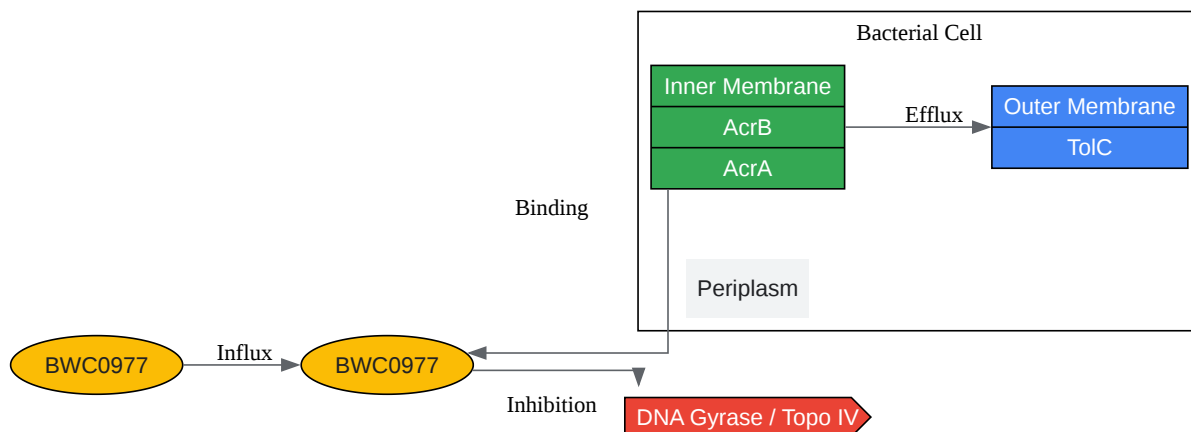 Bacterial Cell
Inner Membrane
AcrB
AcrA
Efflux
Outer Membrane
TolC
Binding
Periplasm
BWC0977
Influx
BWC0977
Inhibition
DNA Gyrase / Topo IV